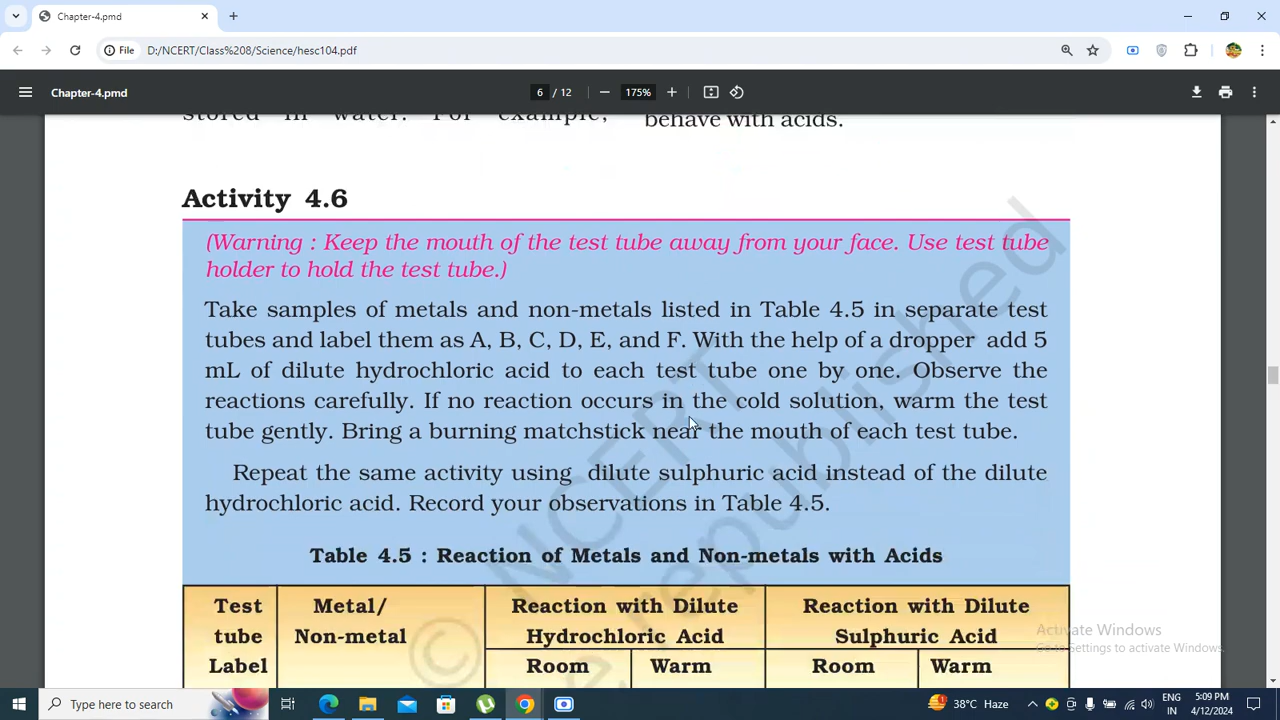 Chapter-4.pmd
File
D:/NCERT/Class%208/Science/hesc104.pdf
Chapter-4.pmd
6 / 12
175%
stored in water. For example,
behave with acids.
Activity 4.6
(Warning : Keep the mouth of the test tube away from your face. Use test tube
holder to hold the test tube.)
Take samples of metals and non-metals listed in Table 4.5 in separate test
tubes and label them as A, B, C, D, E, and F. With the help of a dropper add 5
mL of dilute hydrochloric acid to each test tube one by one. Observe the
reactions carefully. If no reaction occurs in the cold solution, warm the test
tube gently. Bring a burning matchstick near the mouth of each test tube.
Repeat the same activity using dilute sulphuric acid instead of the dilute
hydrochloric acid. Record your observations in Table 4.5.
Table 4.5 : Reaction of Metals and Non-metals with Acids
Test
tube
Label
Metal/
Non-metal
Reaction with Dilute
Hydrochloric Acid
Reaction with Dilute
Sulphuric Acid
Room
Warm
Room
Warm
NCERT
republished
©
Activate Windows
Go to Settings to activate Windows.
Type here to search
38°C Haze
ENG
IN
5:09 PM
4/12/2024